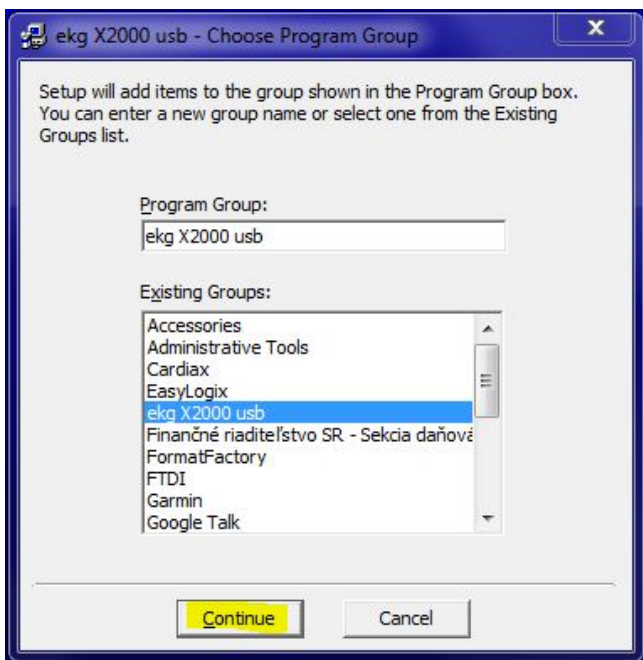 ekg X2000 usb - Choose Program Group
X
Setup will add items to the group shown in the Program Group box.
You can enter a new group name or select one from the Existing
Groups list.
Program Group:
ekg X2000 usb
Existing Groups:
Accessories
Administrative Tools
Cardiax
EasyLogix
ekg X2000 usb
Finančné riaditeľstvo SR - Sekcia daňová
FormatFactory
FTDI
Garmin
Google Talk
Continue
Cancel